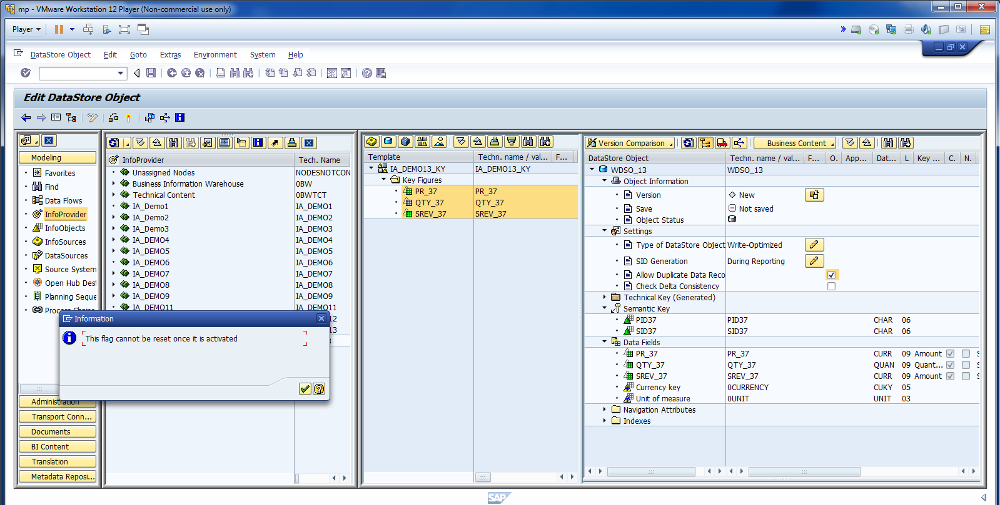 mp - VMware Workstation 12 Player (Non-commercial use only)
Player
DataStore Object Edit Goto Extras Environment System Help
Edit DataStore Object
Modeling
Favorites
Find
Data Flows
InfoProvider
InfoObjects
InfoSources
DataSources
Source System
Open Hub Dest
Planning Seque
Process Chains
Administration
Transport Conn...
Documents
BI Content
Translation
Metadata Reposi...
InfoProvider Tech. Name
Unassigned Nodes NODESNOTCON
Business Information Warehouse 0BW
Technical Content 0BWTCT
IA_Demo1 IA_DEMO1
IA_Demo2 IA_DEMO2
IA_Demo3 IA_DEMO3
IA_DEMO4 IA_DEMO4
IA_DEMO5 IA_DEMO5
IA_DEMO6 IA_DEMO6
IA_DEMO7 IA_DEMO7
IA_DEMO8 IA_DEMO8
IA_DEMO9 IA_DEMO9
IA_DEMO11 IA_DEMO11
12
13
Information
This flag cannot be reset once it is activated
Template Techn. name / val... F...
IA_DEMO13_KY IA_DEMO13_KY
Key Figures
PR_37 PR_37
QTY_37 QTY_37
SREV_37 SREV_37
Version Comparison Business Content
DataStore Object Techn. name / val... F... O. App... Dat... L Key ... C. N.
WDSO_13 WDSO_13
Object Information
Version New
Save Not saved
Object Status
Settings
Type of DataStore Object Write-Optimized
SID Generation During Reporting
Allow Duplicate Data Reco
Check Delta Consistency
Technical Key (Generated)
Semantic Key
PID37 PID37 CHAR 06
SID37 SID37 CHAR 06
Data Fields
PR_37 PR_37 CURR 09 Amount S
QTY_37 QTY_37 QUAN 09 Quant... S
SREV_37 SREV_37 CURR 09 Amount S
Currency key 0CURRENCY CUKY 05
Unit of measure 0UNIT UNIT 03
Navigation Attributes
Indexes
SAP